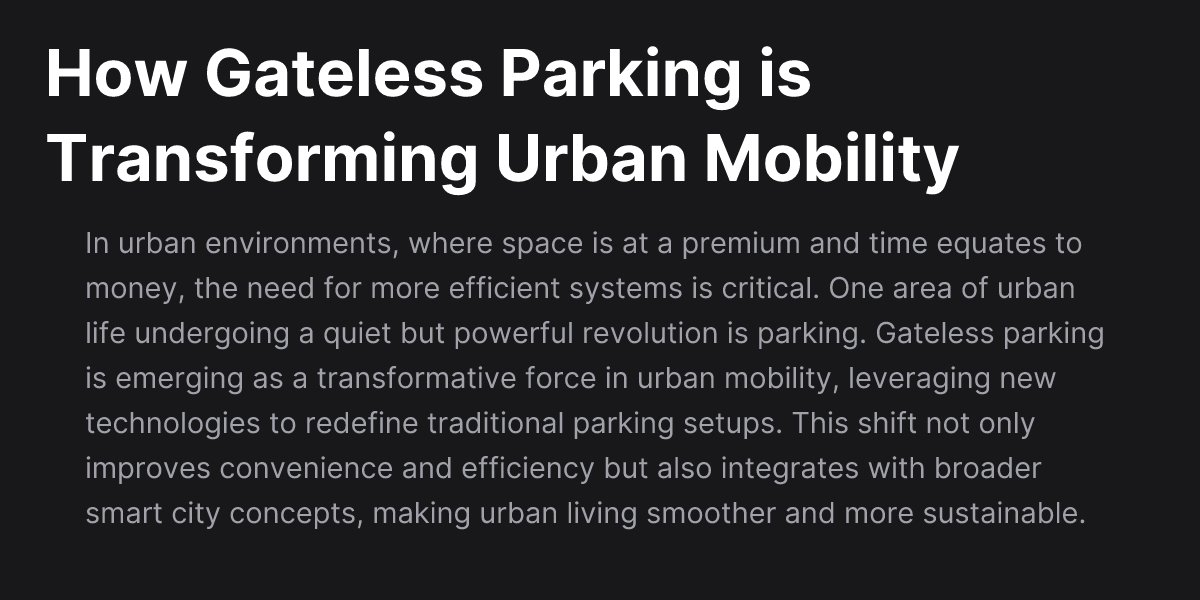 How Gateless Parking is
Transforming Urban Mobility
In urban environments, where space is at a premium and time equates to
money, the need for more efficient systems is critical. One area of urban
life undergoing a quiet but powerful revolution is parking. Gateless parking
is emerging as a transformative force in urban mobility, leveraging new
technologies to redefine traditional parking setups. This shift not only
improves convenience and efficiency but also integrates with broader
smart city concepts, making urban living smoother and more sustainable.